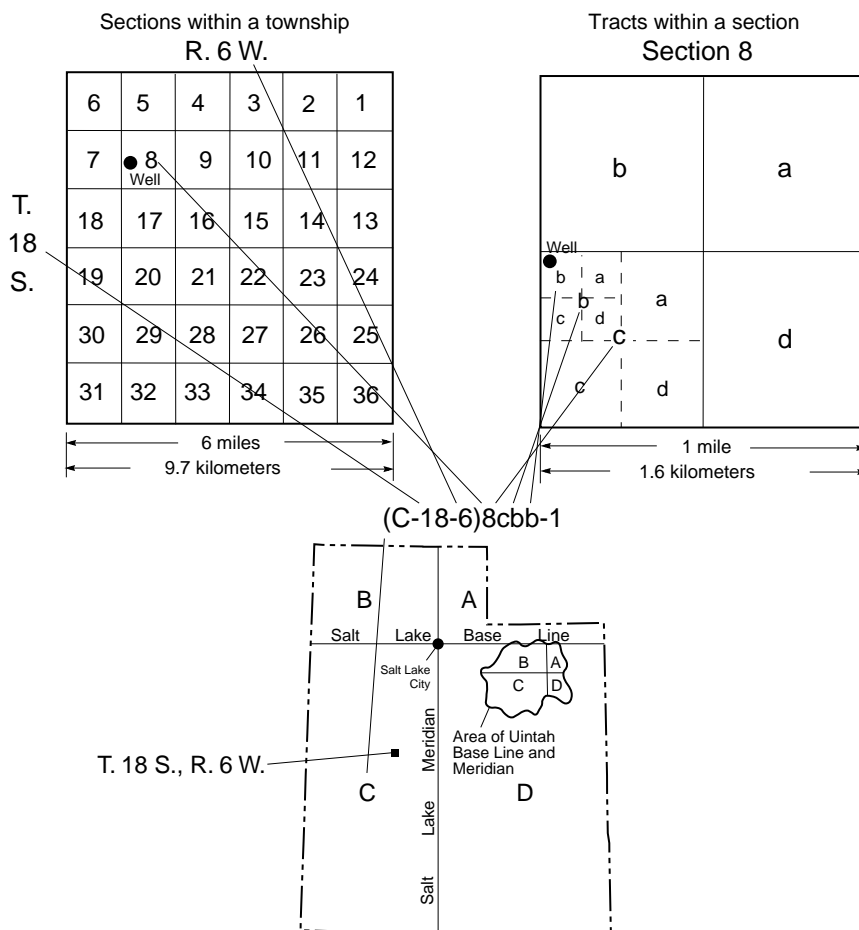 Sections within a township
R. 6 W.
6 5 4 3 2 1
7 8 9 10 11 12
Well
18 17 16 15 14 13
19 20 21 22 23 24
30 29 28 27 26 25
31 32 33 34 35 36
T.
18
S.
6 miles
9.7 kilometers
Tracts within a section
Section 8
b a
Well
b a
b a
c d
c d
c d
1 mile
1.6 kilometers
(C-18-6)8cbb-1
B A
Salt Lake Base Line
Salt Lake
City
B A
C D
Area of Uintah
Base Line and
Meridian
T. 18 S., R. 6 W.
C D
Meridian
Lake
Salt